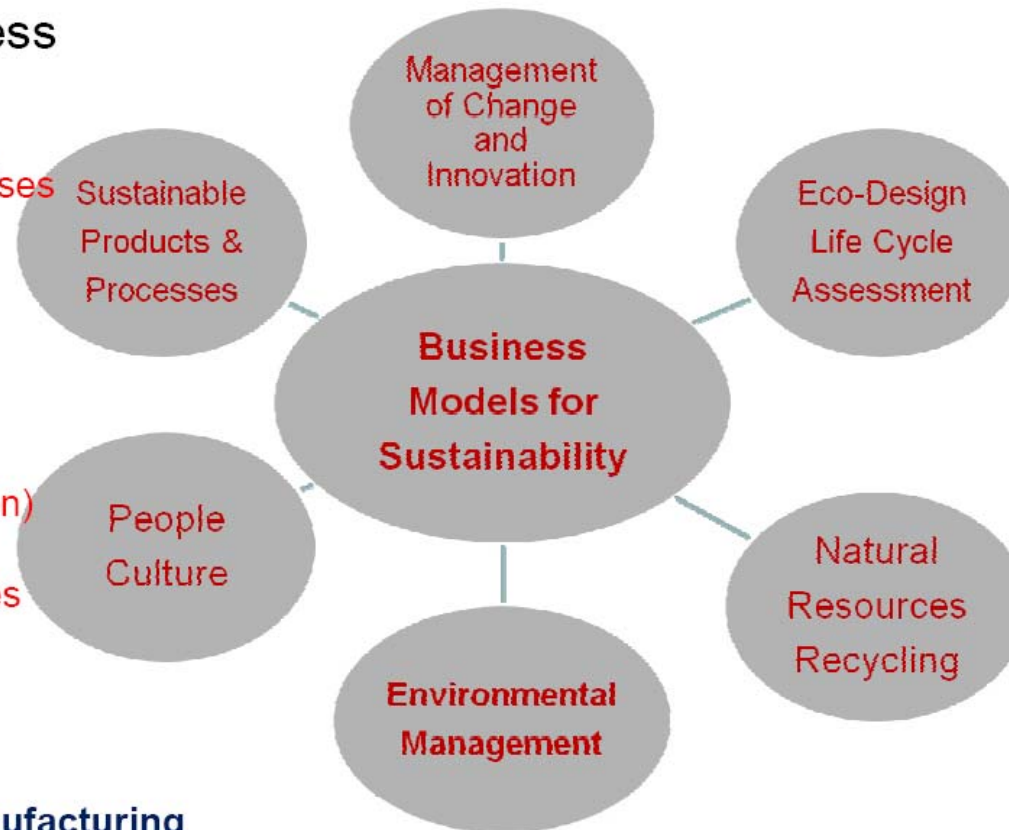 ess
Management
of Change
and
Innovation
ses
Sustainable
Products &
Processes
Eco-Design
Life Cycle
Assessment
Business
Models for
Sustainability
n)
es
People
Culture
Natural
Resources
Recycling
Environmental
Management
ufacturing